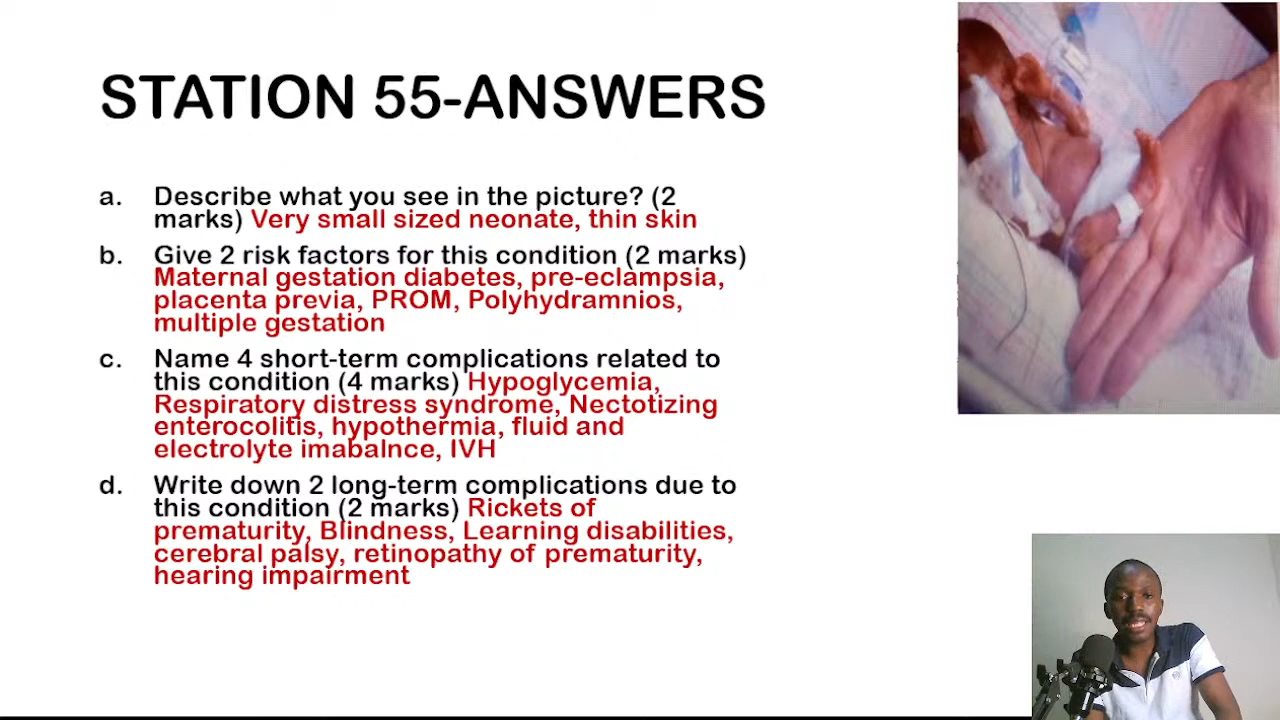 STATION 55-ANSWERS
a. Describe what you see in the picture? (2
marks) Very small sized neonate, thin skin
b. Give 2 risk factors for this condition (2 marks)
Maternal gestation diabetes, pre-eclampsia,
placenta previa, PROM, Polyhydramnios,
multiple gestation
c. Name 4 short-term complications related to
this condition (4 marks) Hypoglycemia,
Respiratory distress syndrome, Nectotizing
enterocolitis, hypothermia, fluid and
electrolyte imabalnce, IVH
d. Write down 2 long-term complications due to
this condition (2 marks) Rickets of
prematurity, Blindness, Learning disabilities,
cerebral palsy, retinopathy of prematurity,
hearing impairment